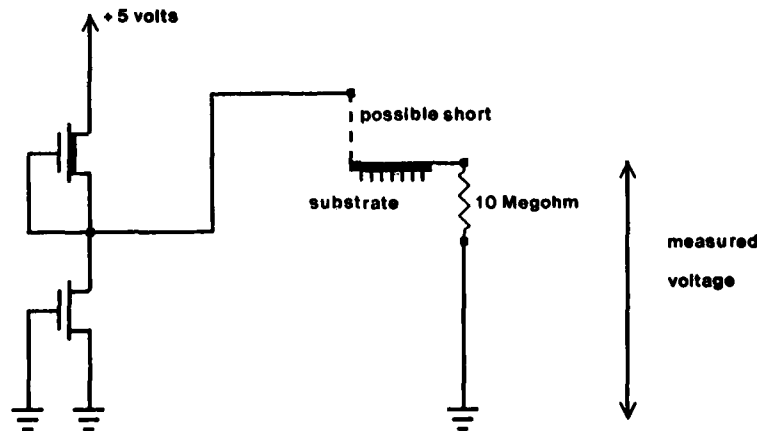 + 5 volts
possible short
substrate
10 Megohm
measured
voltage